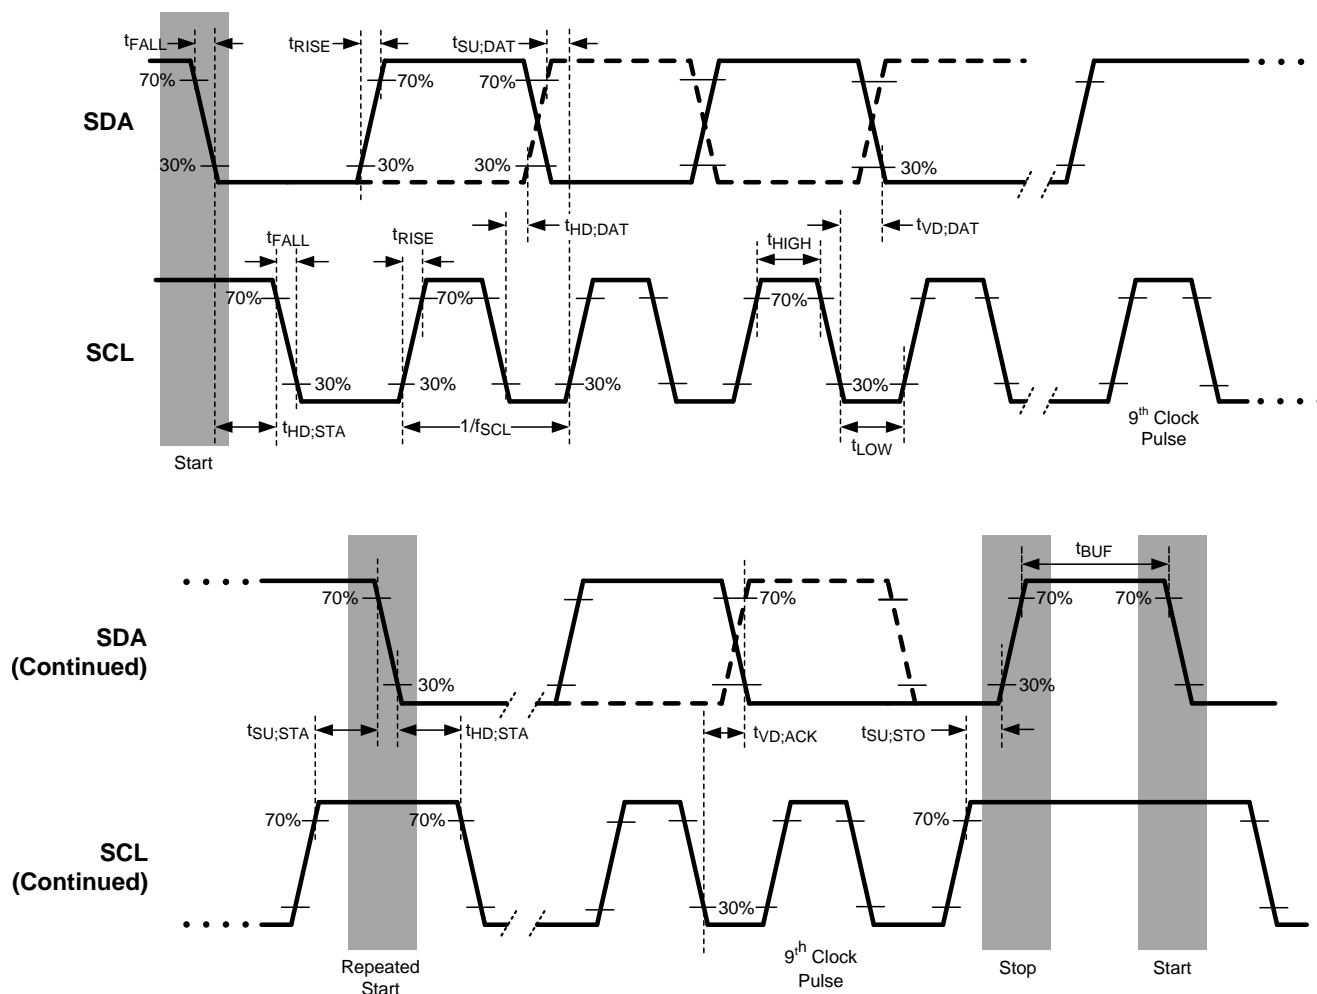 tFALL tRISE tSU;DAT
70% 70% 70%
SDA
30% 30% 30% 30%
tHD;DAT tVD;DAT
tFALL tRISE tHIGH
70% 70% 70%
SCL
30% 30% 30% 30%
tHD;STA 1/fSCL tLOW
9th Clock
Pulse
Start
tBUF
70% 70% 70% 70%
SDA
(Continued)
30% 30%
tSU;STA tHD;STA tVD;ACK tSU;STO
70% 70% 70%
SCL
(Continued)
30%
9th Clock
Pulse
Repeated
Start
Stop
Start